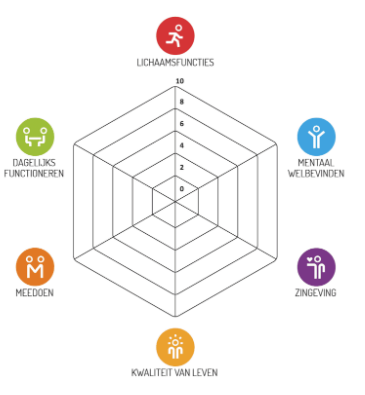 LICHAAMSFUNCTIES
10
8
6
4
2
0
DAGELIJKS
FUNCTIONEREN
MENTAAL
WELBEVINDEN
MEEDOEN
ZINGEVING
KWALITEIT VAN LEVEN